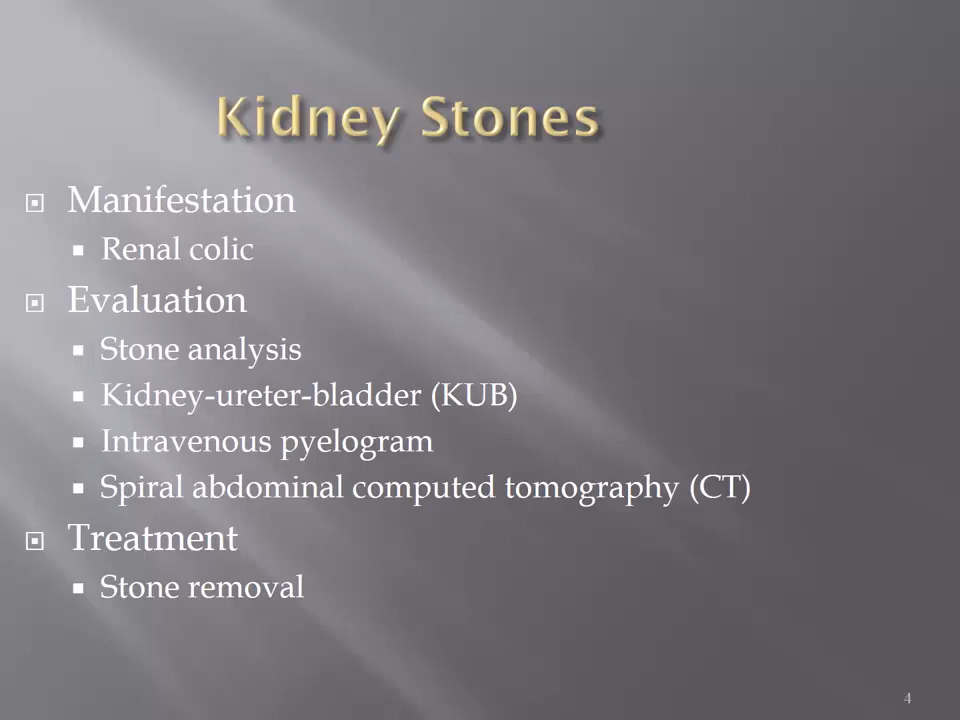 Kidney Stones
Manifestation
Renal colic
Evaluation
Stone analysis
Kidney-ureter-bladder (KUB)
Intravenous pyelogram
Spiral abdominal computed tomography (CT)
Treatment
Stone removal
4